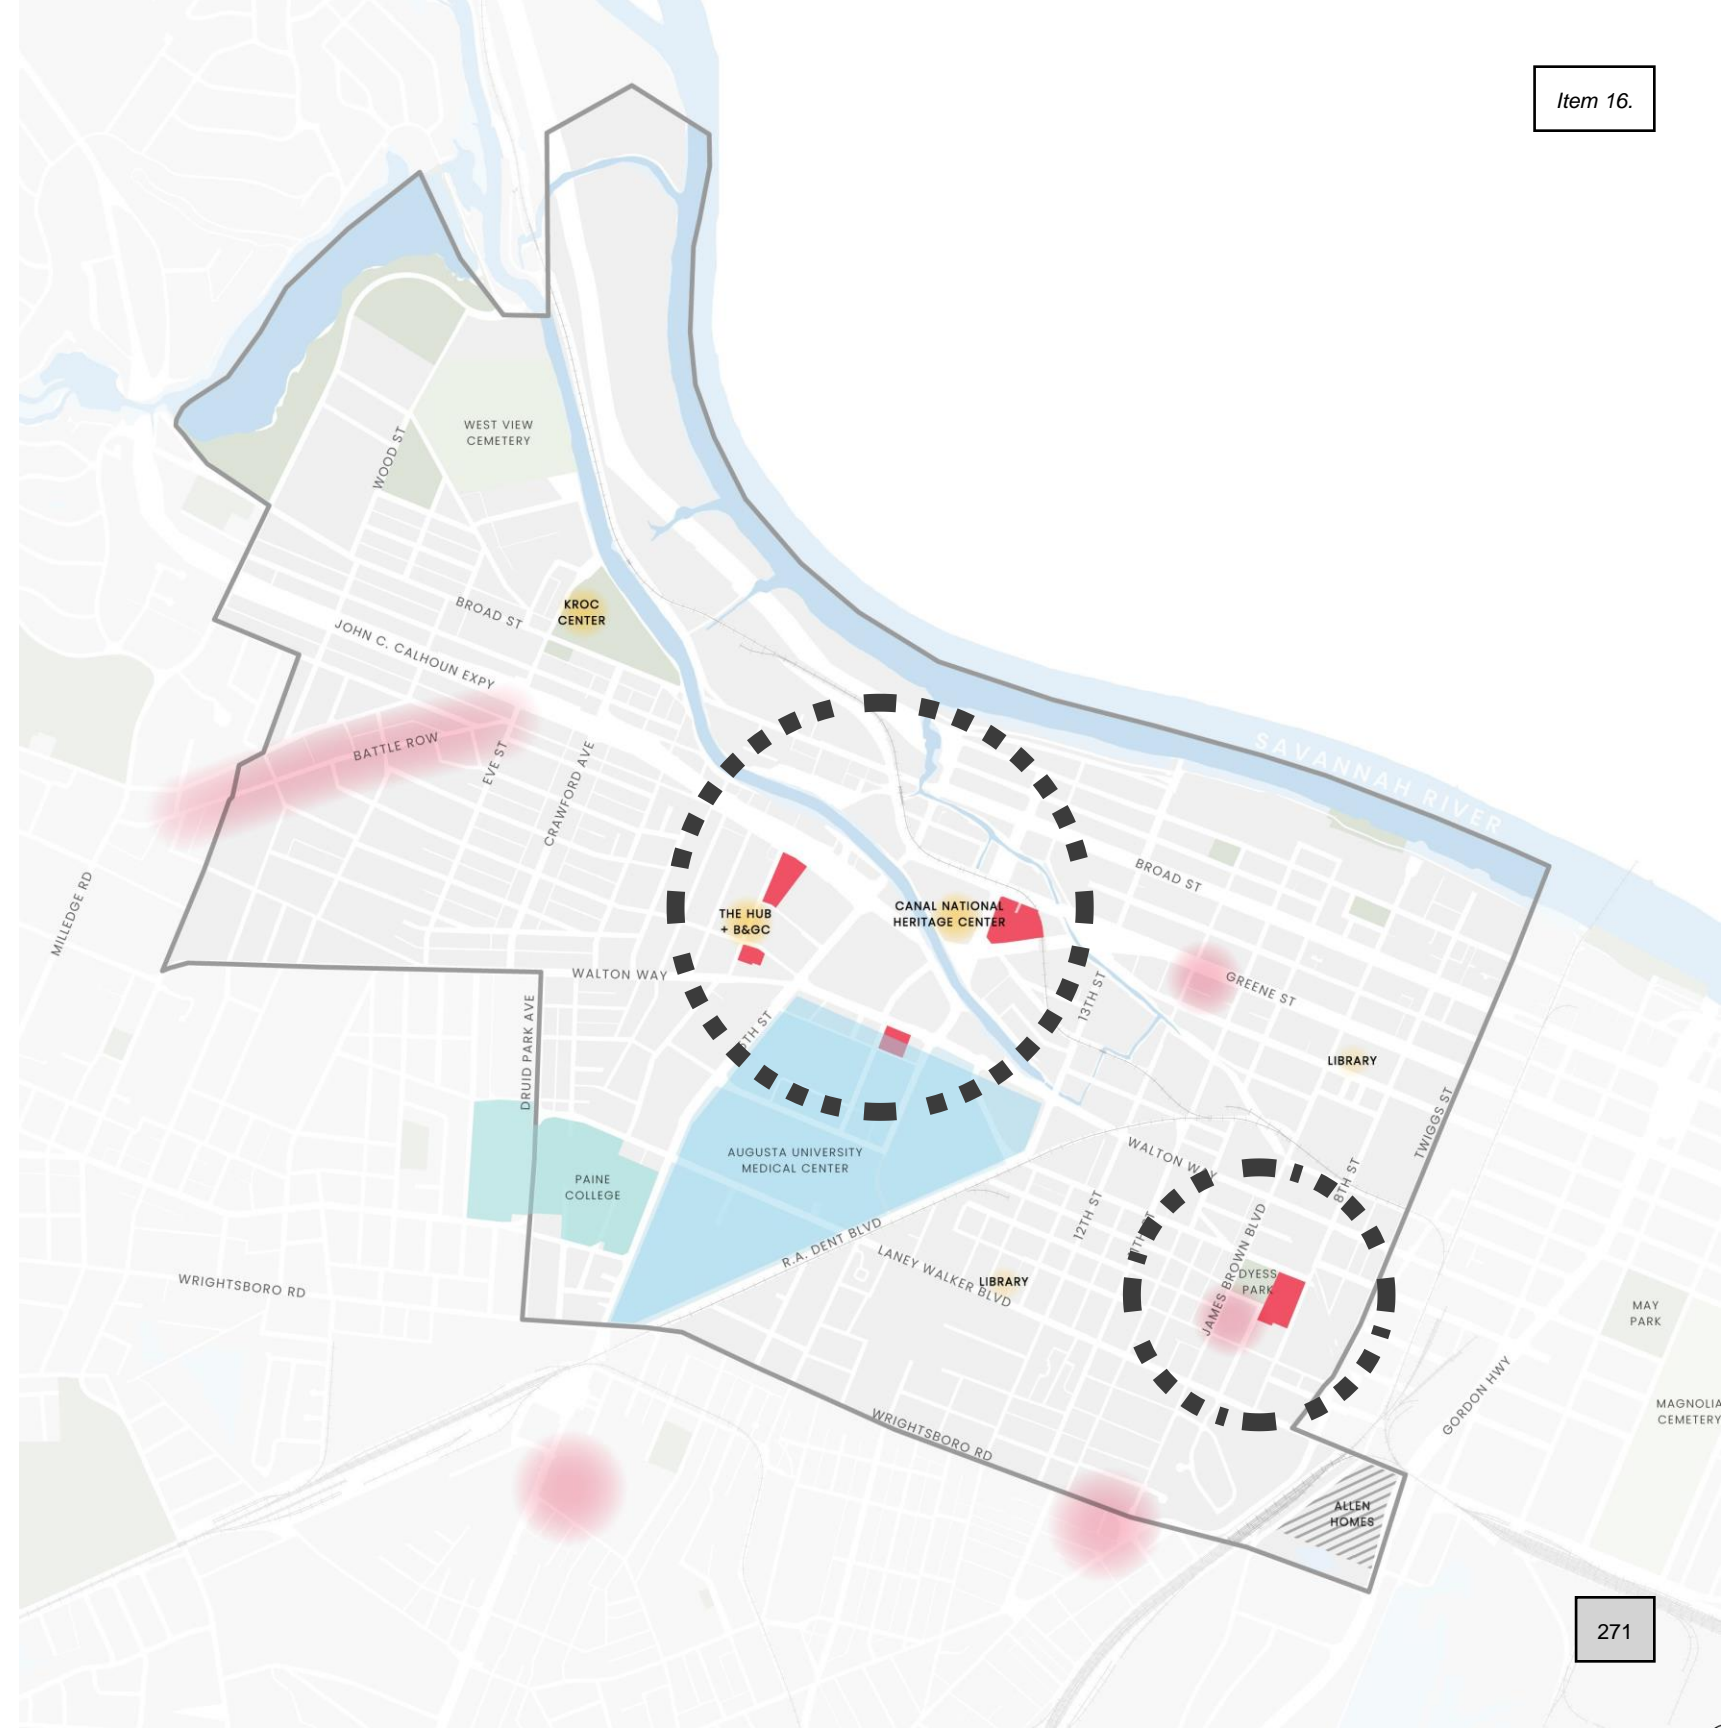 Item 16.
WEST VIEW
CEMETERY
WOOD ST
BROAD ST
KROC
CENTER
JOHN C. CALHOUN EXPY
BATTLE ROW
EVE ST
CRAWFORD AVE
SAVANNAH RIVER
MILLEDGE RD
BROAD ST
THE HUB
+ B&GC
CANAL NATIONAL
HERITAGE CENTER
WALTON WAY
GREENE ST
13TH ST
DRUID PARK AVE
LIBRARY
TWIGGS ST
AUGUSTA UNIVERSITY
MEDICAL CENTER
WALTON WAY
PAINE
COLLEGE
8TH ST
12TH ST
R.A. DENT BLVD
LANEY WALKER BLVD
LIBRARY
JAMES BROWN BLVD
DYESS
PARK
WRIGHTSBORO RD
MAY
PARK
GORDON HWY
MAGNOLIA
CEMETERY
WRIGHTSBORO RD
ALLEN
HOMES
271